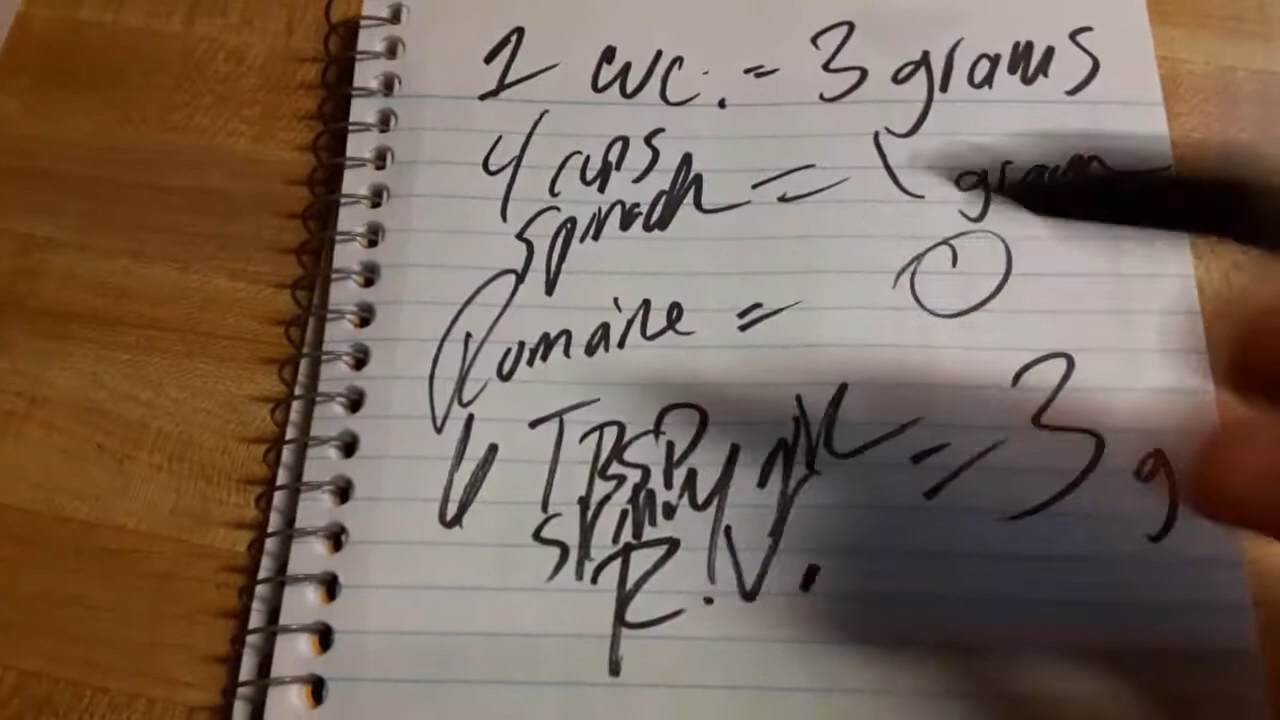 1 cuc. = 3 grams
4 cups
spinach = 1 gram
Romaine = 0
6 TBSP = 3 g
R.V.